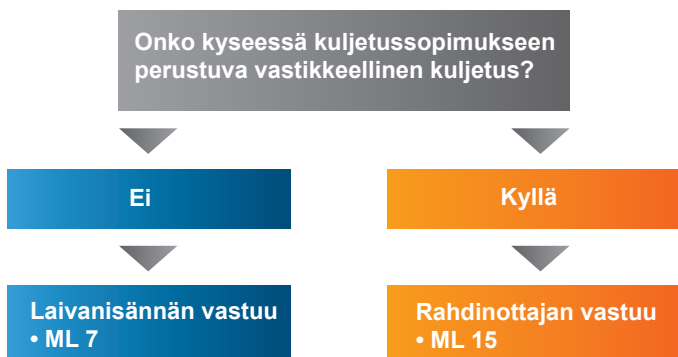 Onko kyseessä kuljetussopimukseen
perustuva vastikkeellinen kuljetus?
Ei
Kyllä
Laivanisännän vastuu
• ML 7
Rahdinottajan vastuu
• ML 15